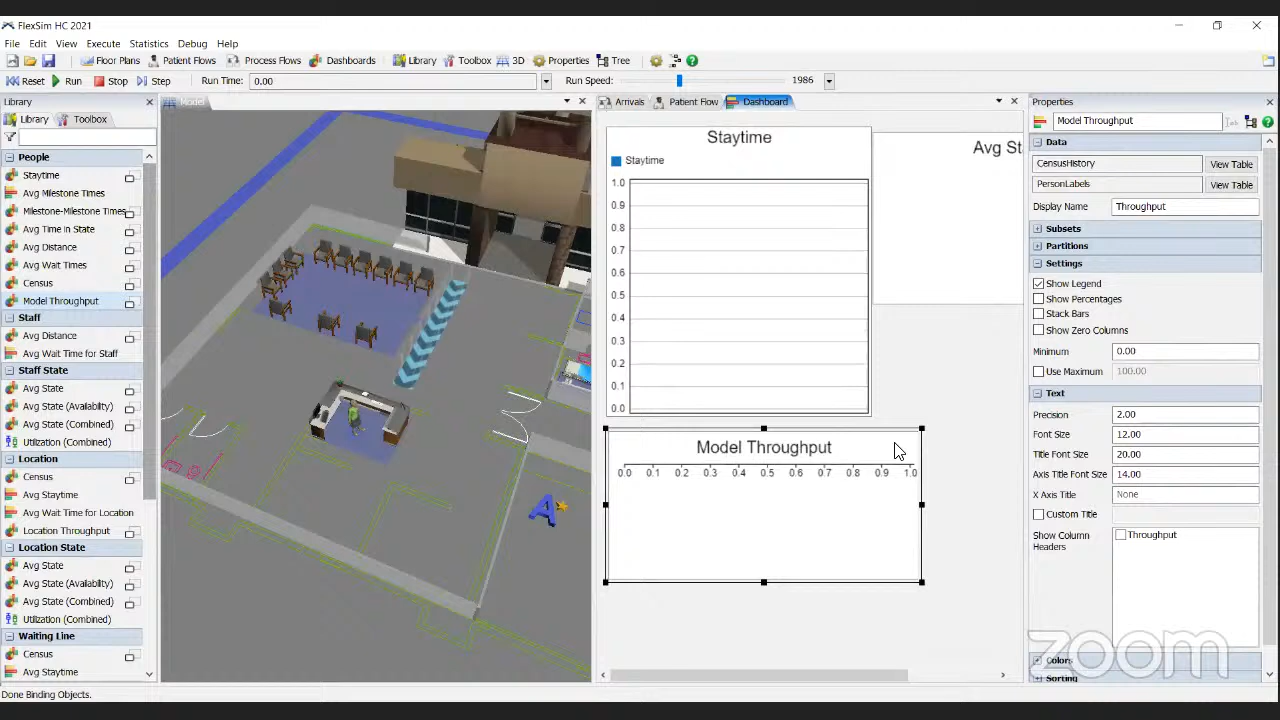 FlexSim HC 2021
File Edit View Execute Statistics Debug Help
Floor Plans Patient Flows Process Flows Dashboards Library Toolbox 3D Properties Tree
Reset Run Stop Step Run Time: 0.00 Run Speed: 1986
Library
Library Toolbox
People
Staytime
Avg Milestone Times
Milestone-Milestone Times
Avg Time in State
Avg Distance
Avg Wait Times
Census
Model Throughput
Staff
Avg Distance
Avg Wait Time for Staff
Staff State
Avg State
Avg State (Availability)
Avg State (Combined)
Utilization (Combined)
Location
Census
Avg Staytime
Avg Wait Time for Location
Location Throughput
Location State
Avg State
Avg State (Availability)
Avg State (Combined)
Utilization (Combined)
Waiting Line
Census
Avg Staytime
Model
A
Arrivals Patient Flow Dashboard
Staytime
Staytime
1.0
0.9
0.8
0.7
0.6
0.5
0.4
0.3
0.2
0.1
0.0
Avg St
Model Throughput
0.0 0.1 0.2 0.3 0.4 0.5 0.6 0.7 0.8 0.9 1.0
Properties
Model Throughput
Data
CensusHistory View Table
PersonLabels View Table
Display Name Throughput
Subsets
Partitions
Settings
Show Legend
Show Percentages
Stack Bars
Show Zero Columns
Minimum 0.00
Use Maximum 100.00
Text
Precision 2.00
Font Size 12.00
Title Font Size 20.00
Axis Title Font Size 14.00
X Axis Title None
Custom Title
Show Column Headers Throughput
Colors
Sorting
zoom
Done Binding Objects.